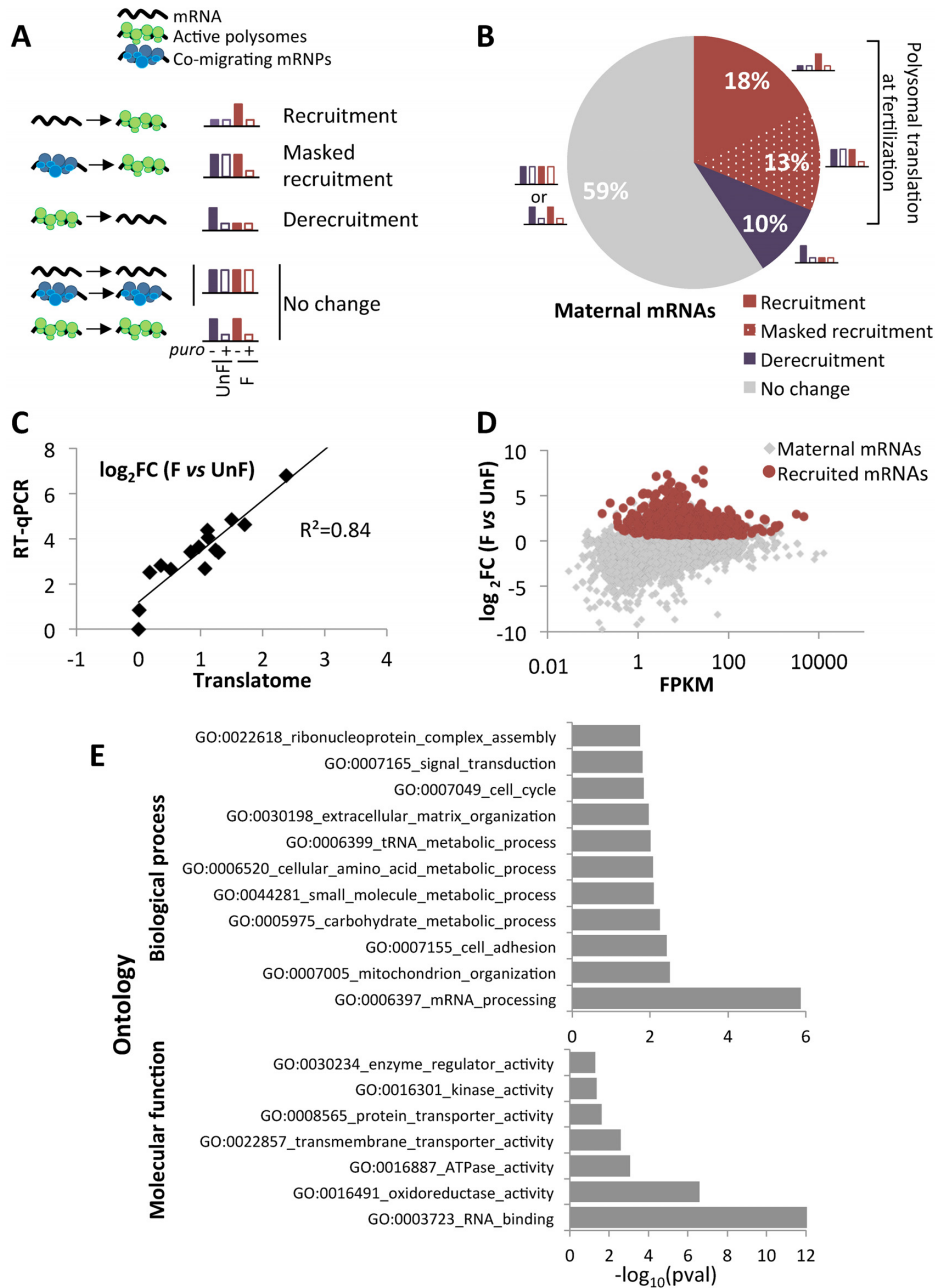 A
mRNA
Active polysomes
Co-migrating mRNPs
Recruitment
Masked
recruitment
Derecruitment
No change
puro - + - +
UnF
F
B
18%
13%
10%
59%
or
Polysomal translation
at fertilization
Maternal mRNAs
Recruitment
Masked recruitment
Derecruitment
No change
C
log2FC (F vs UnF)
R²=0.84
RT-qPCR
8
6
4
2
0
-1 0 1 2 3 4
Translatome
D
Maternal mRNAs
Recruited mRNAs
log 2FC (F vs UnF)
10
5
0
-5
-10
0.01 1 100 10000
FPKM
E
Ontology
Biological process
GO:0022618_ribonucleoprotein_complex_assembly
GO:0007165_signal_transduction
GO:0007049_cell_cycle
GO:0030198_extracellular_matrix_organization
GO:0006399_tRNA_metabolic_process
GO:0006520_cellular_amino_acid_metabolic_process
GO:0044281_small_molecule_metabolic_process
GO:0005975_carbohydrate_metabolic_process
GO:0007155_cell_adhesion
GO:0007005_mitochondrion_organization
GO:0006397_mRNA_processing
0 2 4 6
Molecular function
GO:0030234_enzyme_regulator_activity
GO:0016301_kinase_activity
GO:0008565_protein_transporter_activity
GO:0022857_transmembrane_transporter_activity
GO:0016887_ATPase_activity
GO:0016491_oxidoreductase_activity
GO:0003723_RNA_binding
0 2 4 6 8 10 12
-log10(pval)